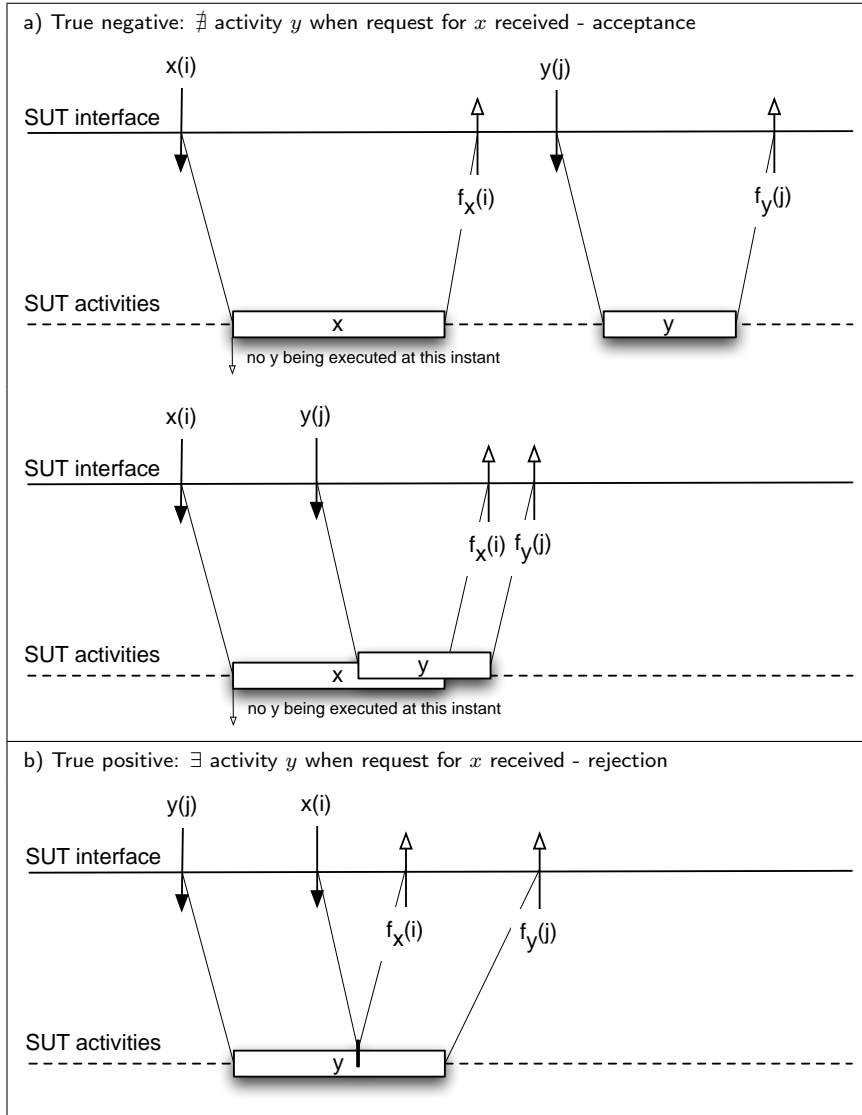 a) True negative: ∄ activity y when request for x received - acceptance
x(i) y(j)
SUT interface
f_x(i) f_y(j)
SUT activities
x y
no y being executed at this instant
x(i) y(j)
SUT interface
f_x(i) f_y(j)
SUT activities
x y
no y being executed at this instant
b) True positive: ∃ activity y when request for x received - rejection
y(j) x(i)
SUT interface
f_x(i) f_y(j)
SUT activities
y